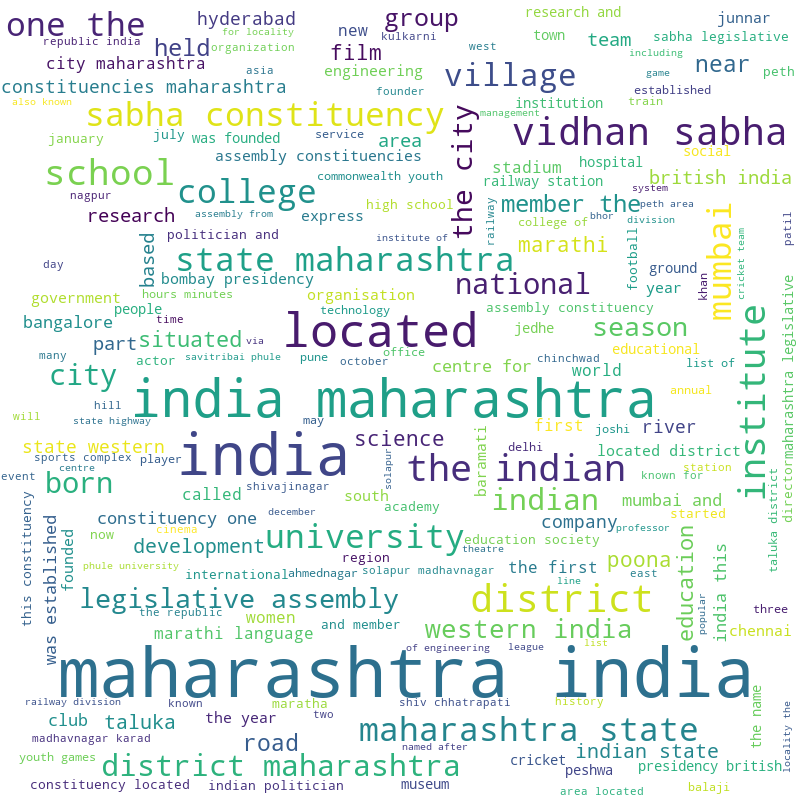 one the
hyderabad
group
research and
junnar
republic india
for locality
kulkarni
new
town
team
sabha legislative
held
organization
film
west
including
city maharashtra
asia
engineering
village
game
near
peth
constituencies maharashtra
founder
institution
established
train
also known
sabha constituency
the city
management
vidhan sabha
january
july
was founded
service
area
social
assembly constituencies
stadium
hospital
school
college
commonwealth youth
railway station
british india
nagpur
high school
member the
system
peth area
research
assembly from
express
railway
college of
bhor
division
mumbai
patil
politician and
institute of
marathi
football
cricket team
based
state maharashtra
day
bombay presidency
national
ground
khan
government
hours minutes
organisation
year
people
technology
assembly constituency
institute
directormaharashtra legislative
bangalore
time
via
located
jedhe
season
part
situated
office
educational
many
actor
savitribai phule
pune
october
centre for
chinchwad
world
list of
city
india maharashtra
annual
will
hill
state highway
may
first
joshi
river
state western
india
science
delhi
located district
sports complex
player
solapur
the indian
baramati
known for
station
event
centre
born
shivajinagar
called
south
academy
indian
mumbai and
started
taluka district
this constituency
december
constituency one
company
professor
now
cinema
university
education society
founded
development
theatre
education
india this
phule university
region
the first
poona
was established
international
ahmednagar
solapur madhavnagar
line
east
legislative assembly
district
popular
three
the republic
women
and member
marathi language
western india
chennai
of engineering
league
list
maharashtra india
railway division
known
maratha
shiv chhatrapati
history
the name
locality the
club
taluka
the year
two
maharashtra state
madhavnagar karad
road
named after
indian state
youth games
district maharashtra
cricket
peshwa
presidency british
constituency located
indian politician
museum
area located
balaji